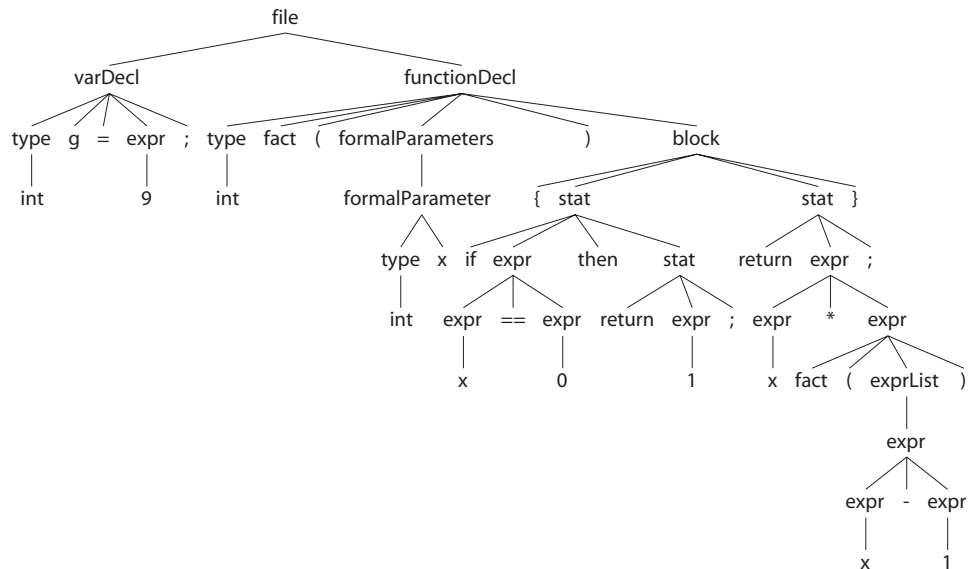 file
varDecl functionDecl
type g = expr ; type fact ( formalParameters ) block
int 9 int formalParameter { stat stat }
type x if expr then stat return expr ;
int expr == expr return expr ; expr * expr
x 0 1 x fact ( exprList )
expr
expr - expr
x 1